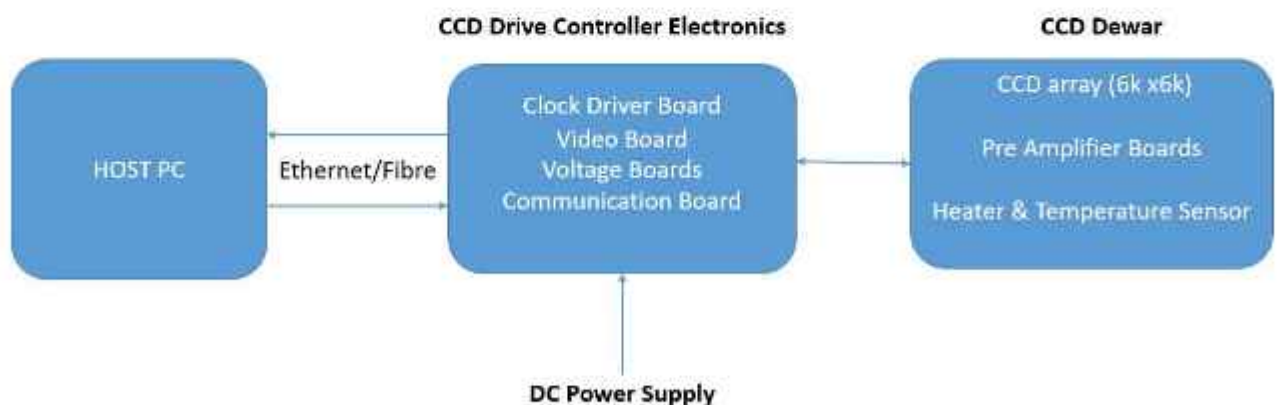 CCD Drive Controller Electronics
CCD Dewar
HOST PC
Ethernet/Fibre
Clock Driver Board
Video Board
Voltage Boards
Communication Board
CCD array (6k x6k)
Pre Amplifier Boards
Heater & Temperature Sensor
DC Power Supply